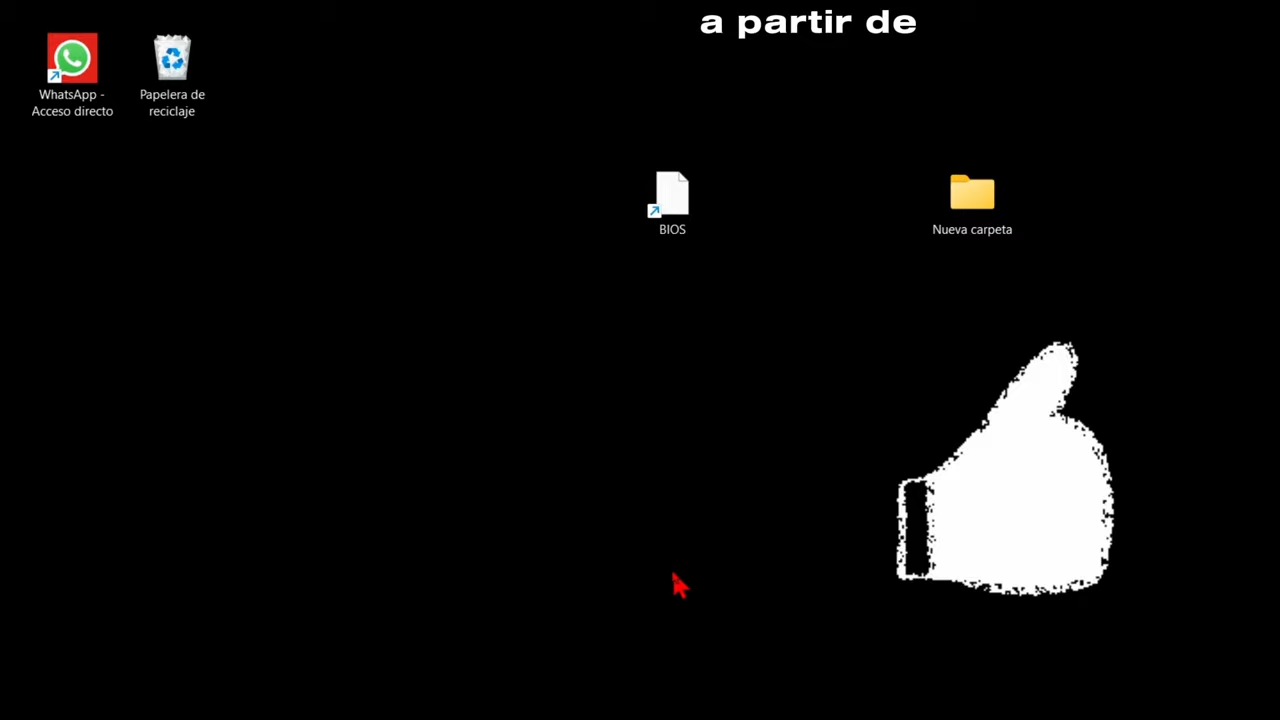 a partir de
WhatsApp -
Acceso directo
Papelera de
reciclaje
BIOS
Nueva carpeta